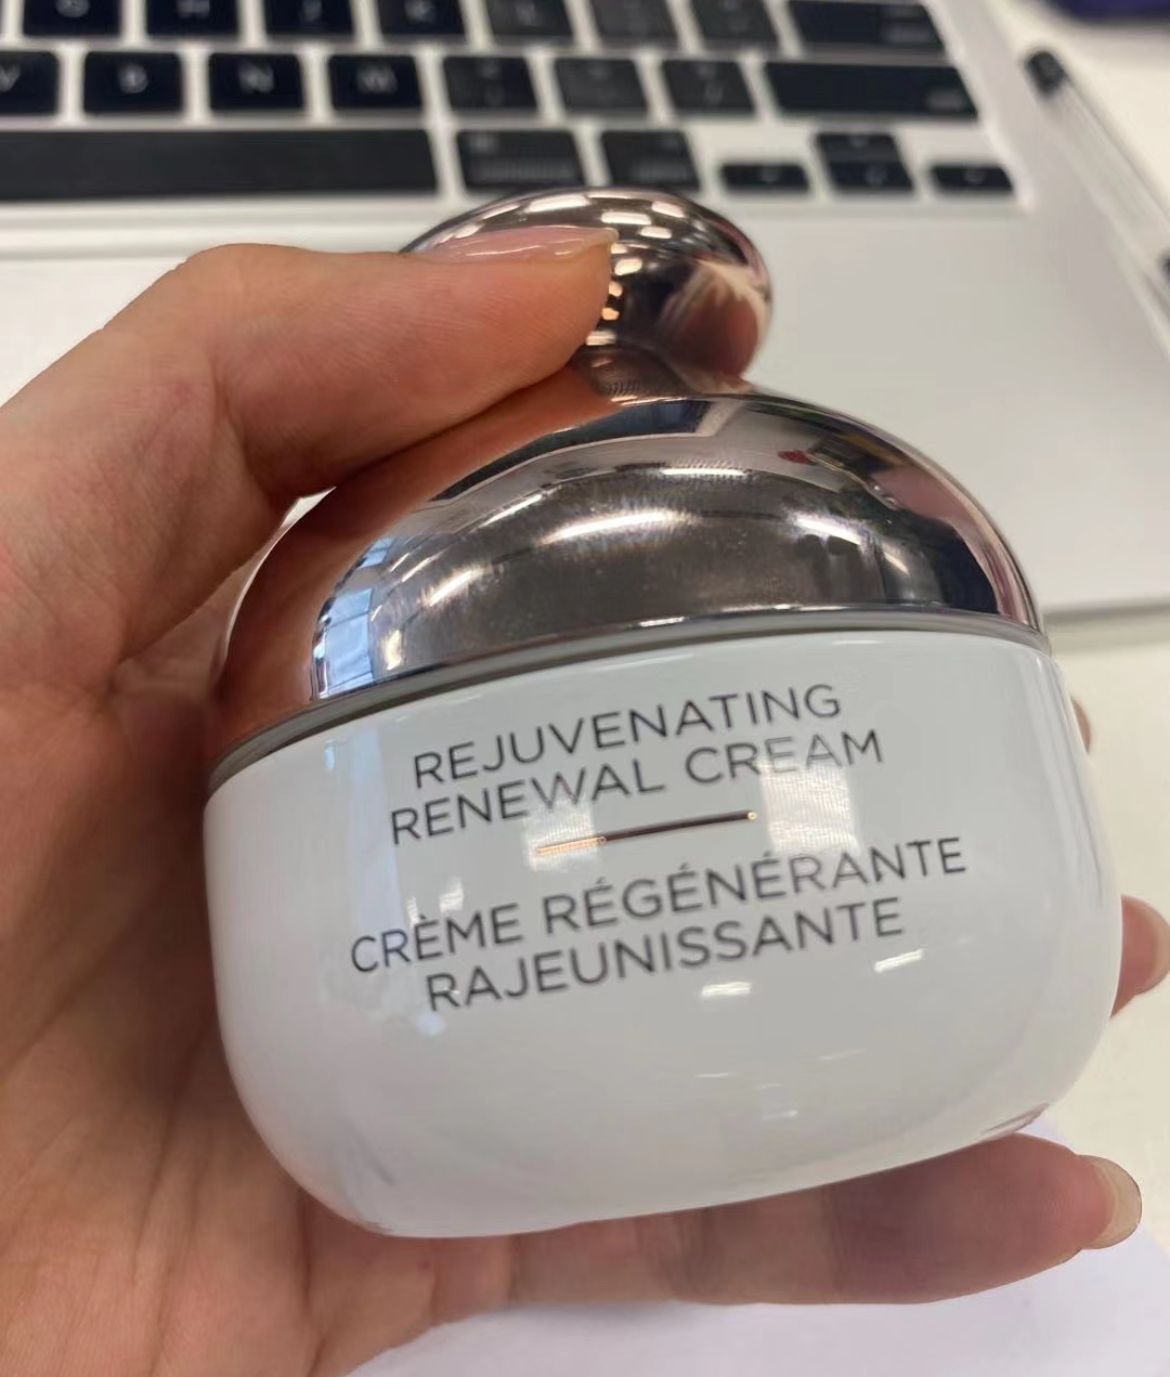 V B N M
REJUVENATING
RENEWAL CREAM
CRÈME RÉGÉNÉRANTE
RAJEUNISSANTE